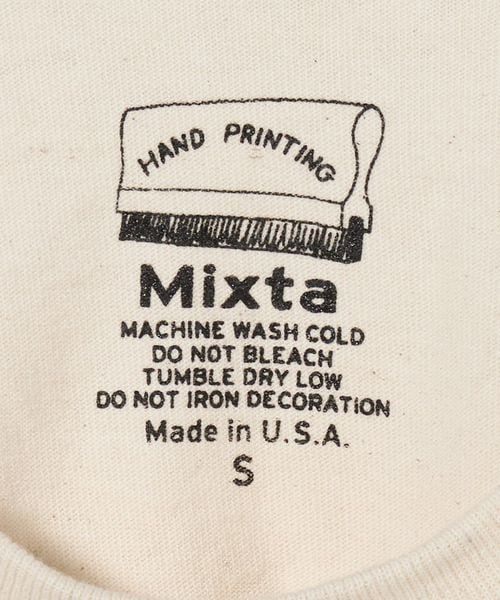 HAND PRINTING
Mixta
MACHINE WASH COLD
DO NOT BLEACH
TUMBLE DRY LOW
DO NOT IRON DECORATION
Made in U.S.A.
S